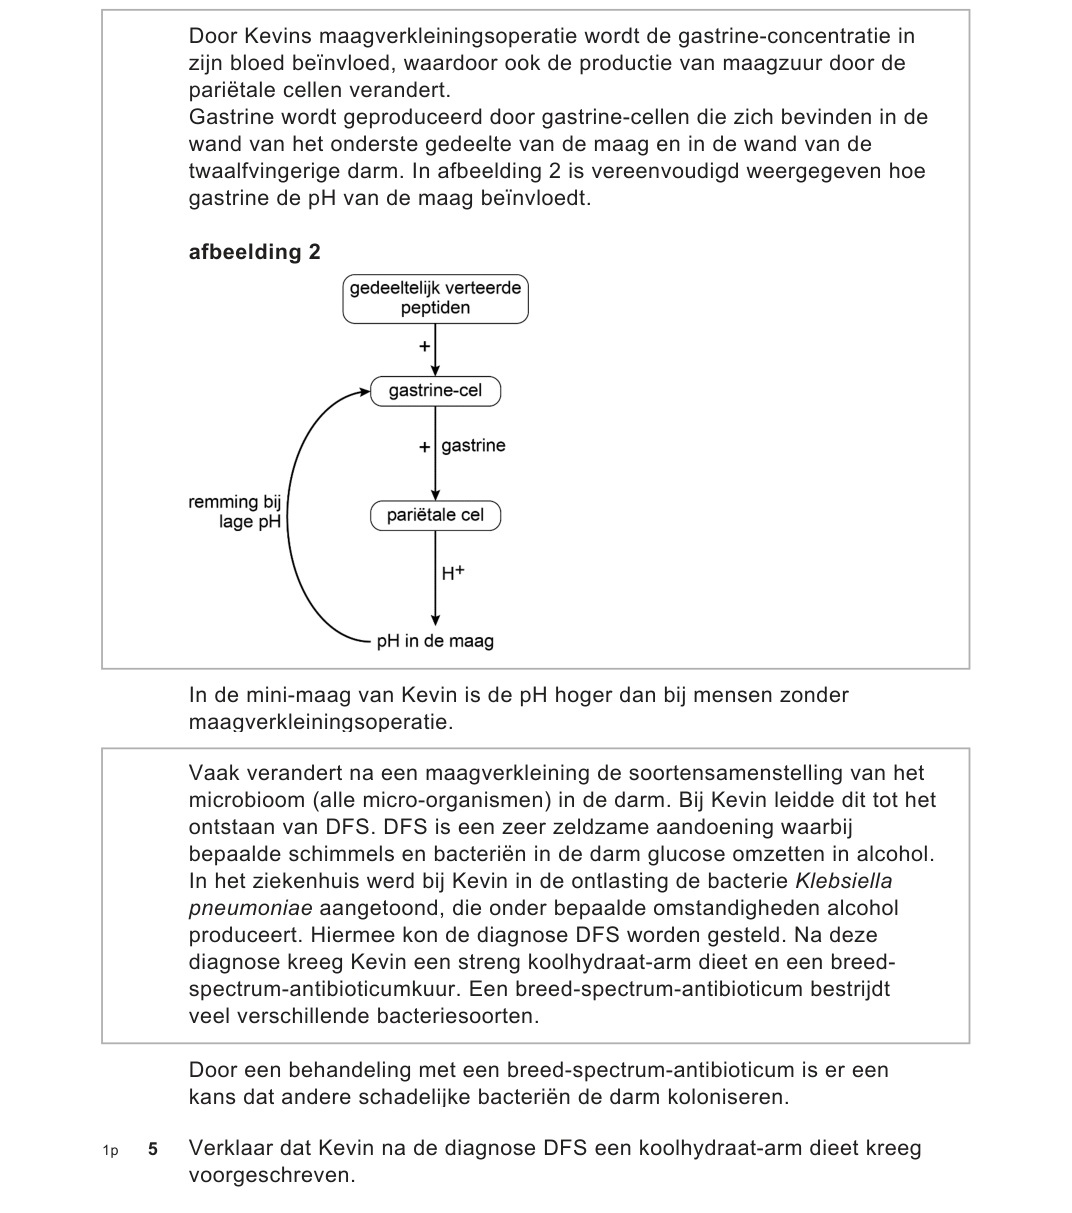 Door Kevins maagverkleiningsoperatie wordt de gastrine-concentratie in
zijn bloed beïnvloed, waardoor ook de productie van maagzuur door de
pariëtale cellen verandert.
Gastrine wordt geproduceerd door gastrine-cellen die zich bevinden in de
wand van het onderste gedeelte van de maag en in de wand van de
twaalfvingerige darm. In afbeelding 2 is vereenvoudigd weergegeven hoe
gastrine de pH van de maag beïnvloedt.
afbeelding 2
gedeeltelijk verteerde
peptiden
+
gastrine-cel
+ gastrine
remming bij
lage pH
pariëtale cel
H+
pH in de maag
In de mini-maag van Kevin is de pH hoger dan bij mensen zonder
maagverkleiningsoperatie.
Vaak verandert na een maagverkleining de soortensamenstelling van het
microbioom (alle micro-organismen) in de darm. Bij Kevin leidde dit tot het
ontstaan van DFS. DFS is een zeer zeldzame aandoening waarbij
bepaalde schimmels en bacteriën in de darm glucose omzetten in alcohol.
In het ziekenhuis werd bij Kevin in de ontlasting de bacterie Klebsiella
pneumoniae aangetoond, die onder bepaalde omstandigheden alcohol
produceert. Hiermee kon de diagnose DFS worden gesteld. Na deze
diagnose kreeg Kevin een streng koolhydraat-arm dieet en een breed-
spectrum-antibioticumkuur. Een breed-spectrum-antibioticum bestrijdt
veel verschillende bacteriesoorten.
Door een behandeling met een breed-spectrum-antibioticum is er een
kans dat andere schadelijke bacteriën de darm koloniseren.
1p 5 Verklaar dat Kevin na de diagnose DFS een koolhydraat-arm dieet kreeg
voorgeschreven.